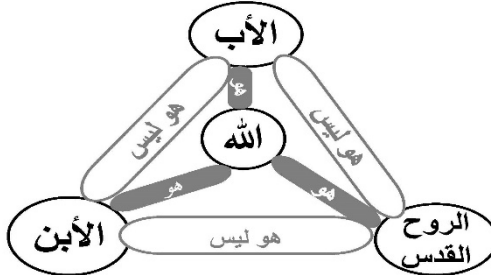 الأب
هو
هو ليس
هو ليس
الله
هو
هو
الأبن
هو ليس
الروح
القدس